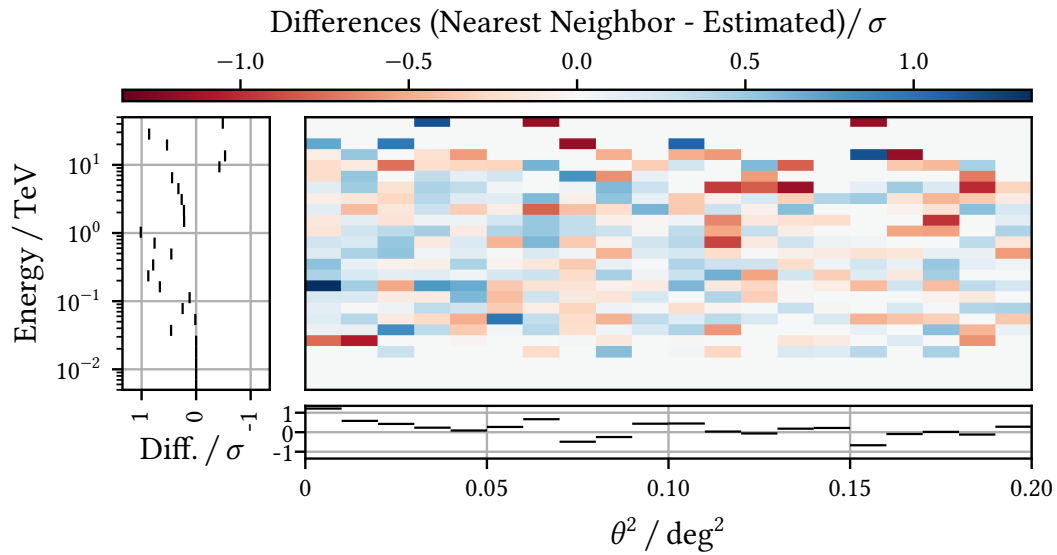 Differences (Nearest Neighbor - Estimated)/ σ
−1.0 −0.5 0.0 0.5 1.0
Energy / TeV
10¹
10⁰
10⁻¹
10⁻²
1 0 -1
Diff. / σ
1
0
-1
0 0.05 0.10 0.15 0.20
θ² / deg²